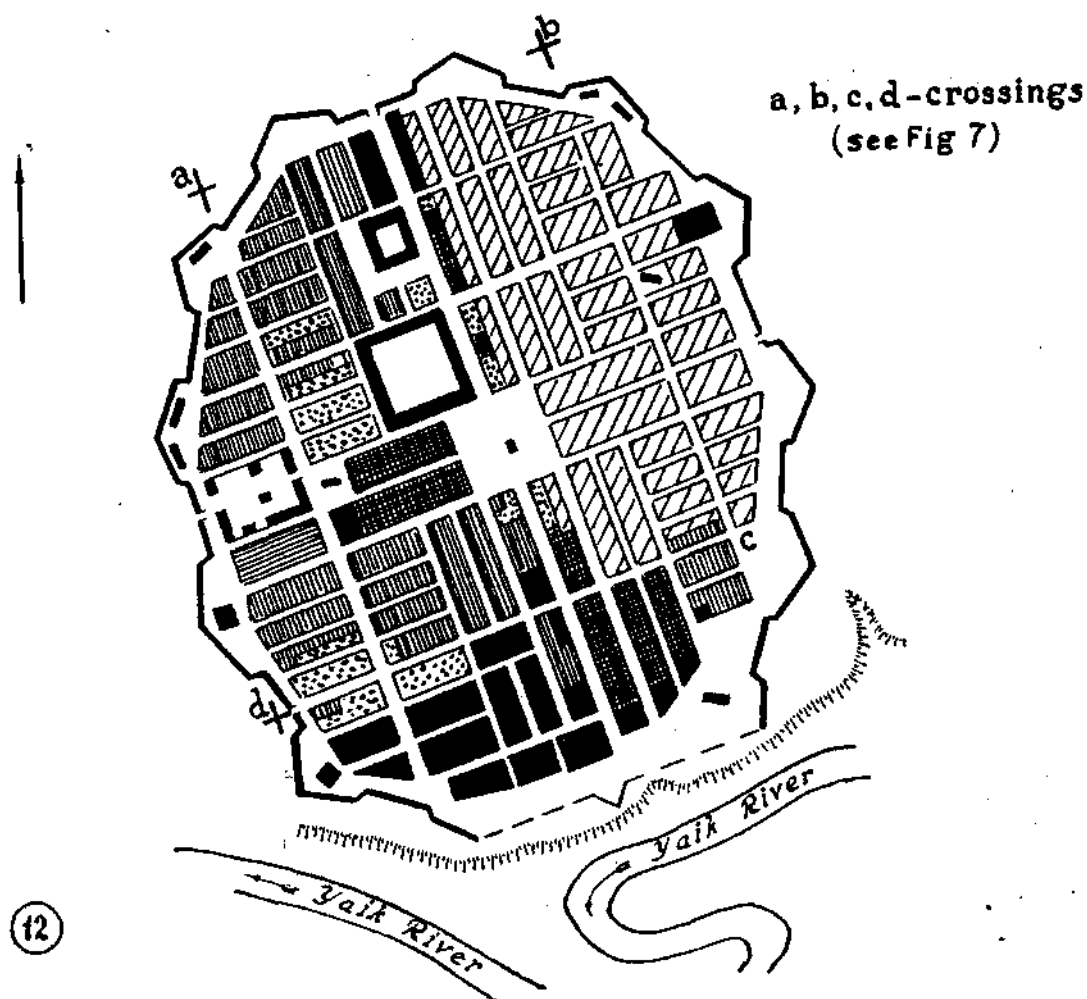 b
a, b, c, d-crossings
(see Fig 7)
a
c
d
Yaik River
Yaik River
12